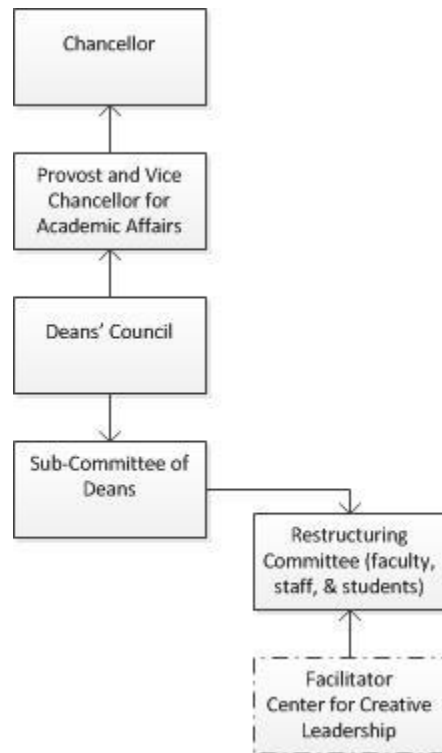 Chancellor
Provost and Vice
Chancellor for
Academic Affairs
Deans' Council
Sub-Committee of
Deans
Restructuring
Committee (faculty,
staff, & students)
Facilitator
Center for Creative
Leadership